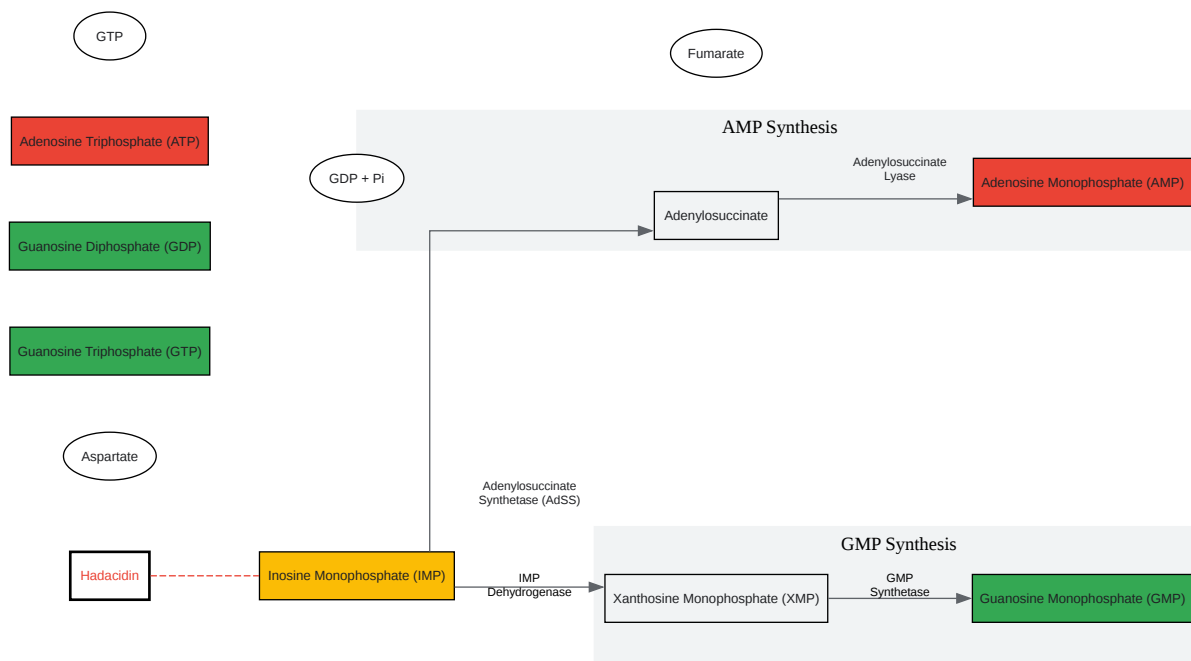 GTP
Fumarate
AMP Synthesis
Adenosine Triphosphate (ATP)
Adenylosuccinate
Lyase
GDP + Pi
Adenosine Monophosphate (AMP)
Adenylosuccinate
Guanosine Diphosphate (GDP)
Guanosine Triphosphate (GTP)
Aspartate
Adenylosuccinate
Synthetase (AdSS)
GMP Synthesis
Hadacidin
Inosine Monophosphate (IMP)
IMP
Dehydrogenase
Xanthosine Monophosphate (XMP)
GMP
Synthetase
Guanosine Monophosphate (GMP)